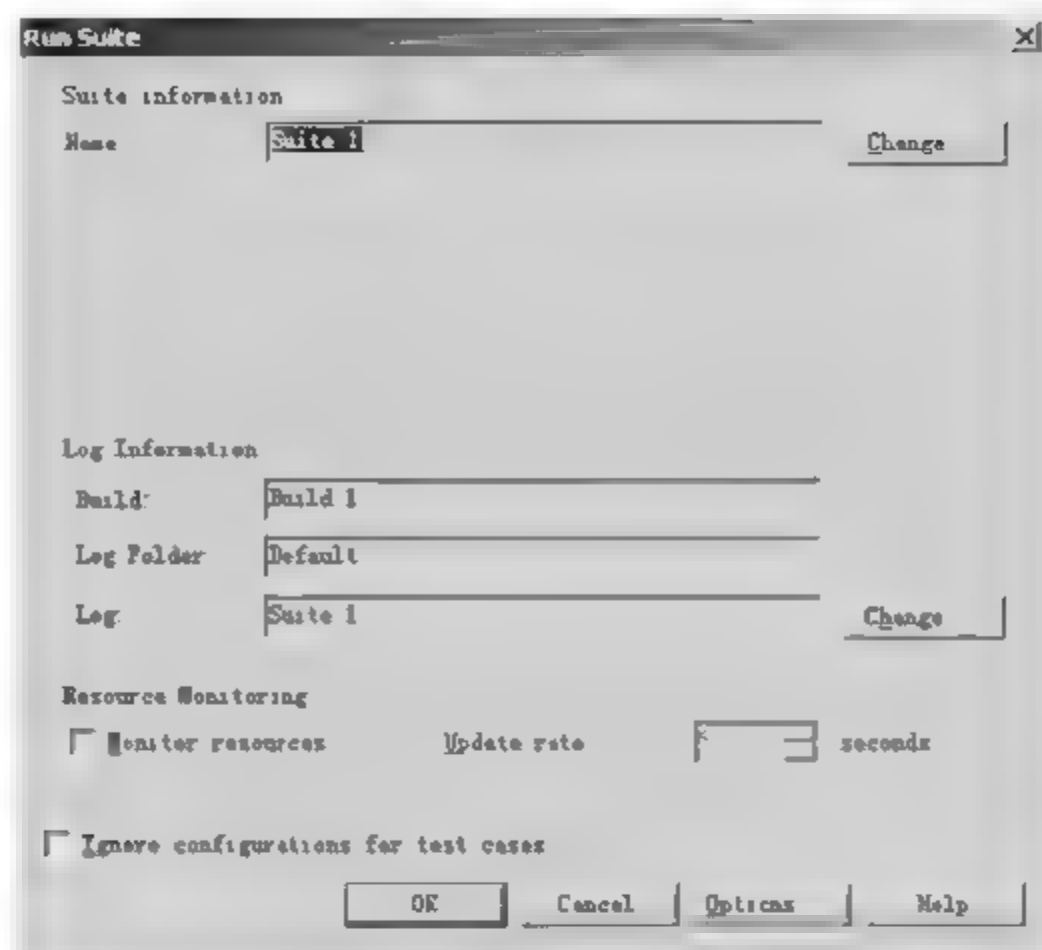 Run Suite
Suite information
Name Suite 1 Change
Log Information
Build: Build 1
Log Folder Default
Log: Suite 1 Change
Resource Monitoring
Monitor resources Update rate seconds
Ignore configurations for test cases
OK Cancel Options Help